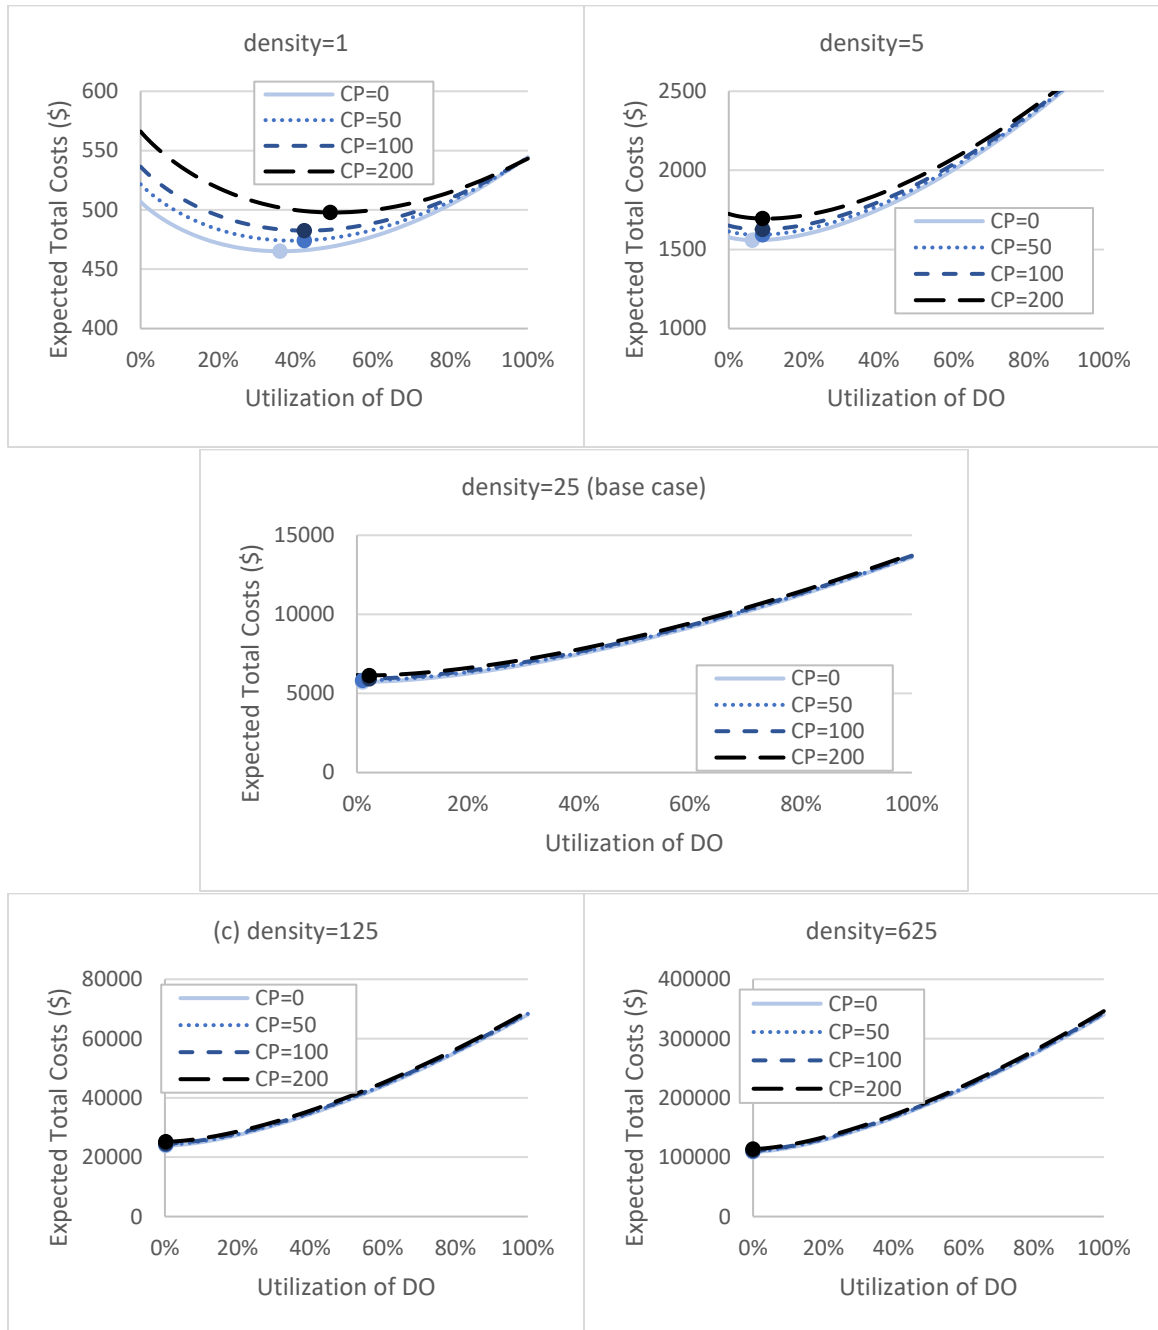 density=1
Expected Total Costs ($)
600
550
500
450
400
CP=0
CP=50
CP=100
CP=200
0% 20% 40% 60% 80% 100%
Utilization of DO
density=5
Expected Total Costs ($)
2500
2000
1500
1000
CP=0
CP=50
CP=100
CP=200
0% 20% 40% 60% 80% 100%
Utilization of DO
density=25 (base case)
Expected Total Costs ($)
15000
10000
5000
0
CP=0
CP=50
CP=100
CP=200
0% 20% 40% 60% 80% 100%
Utilization of DO
(c) density=125
Expected Total Costs ($)
80000
60000
40000
20000
0
CP=0
CP=50
CP=100
CP=200
0% 20% 40% 60% 80% 100%
Utilization of DO
density=625
Expected Total Costs ($)
400000
300000
200000
100000
0
CP=0
CP=50
CP=100
CP=200
0% 20% 40% 60% 80% 100%
Utilization of DO